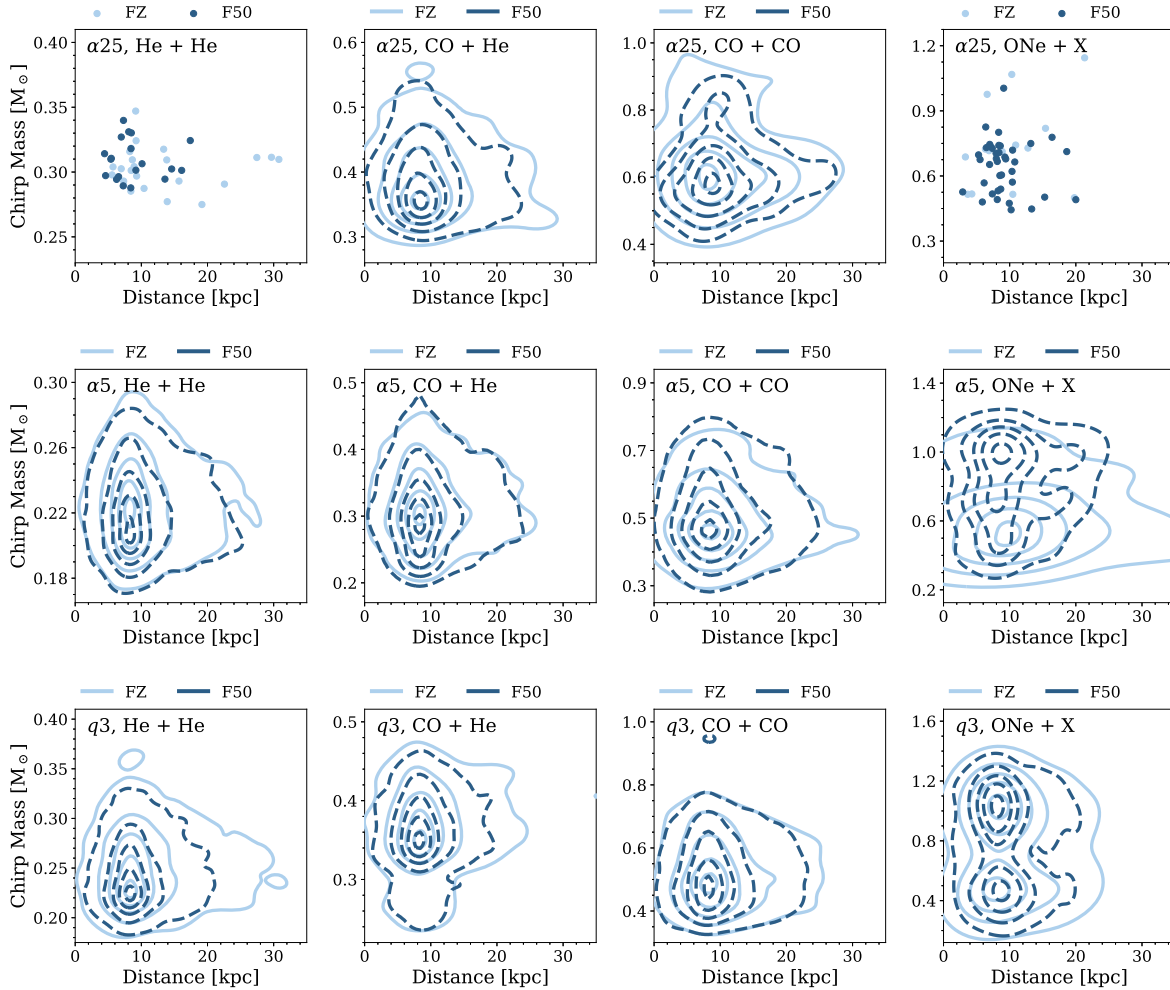 FZ F50 FZ F50 FZ F50 FZ F50
α25, He + He α25, CO + He α25, CO + CO α25, ONe + X
Chirp Mass [M⊙]
0.40 0.35 0.30 0.25
0.6 0.5 0.4 0.3
1.0 0.8 0.6 0.4
1.2 0.9 0.6 0.3
0 10 20 30 0 10 20 30 0 10 20 30 0 10 20 30
Distance [kpc] Distance [kpc] Distance [kpc] Distance [kpc]
FZ F50 FZ F50 FZ F50 FZ F50
α5, He + He α5, CO + He α5, CO + CO α5, ONe + X
Chirp Mass [M⊙]
0.30 0.26 0.22 0.18
0.5 0.4 0.3 0.2
0.9 0.7 0.5 0.3
1.4 1.0 0.6 0.2
0 10 20 30 0 10 20 30 0 10 20 30 0 10 20 30
Distance [kpc] Distance [kpc] Distance [kpc] Distance [kpc]
FZ F50 FZ F50 FZ F50 FZ F50
q3, He + He q3, CO + He q3, CO + CO q3, ONe + X
Chirp Mass [M⊙]
0.40 0.35 0.30 0.25 0.20
0.5 0.4 0.3
1.0 0.8 0.6 0.4
1.6 1.2 0.8 0.4
0 10 20 30 0 10 20 30 0 10 20 30 0 10 20 30
Distance [kpc] Distance [kpc] Distance [kpc] Distance [kpc]